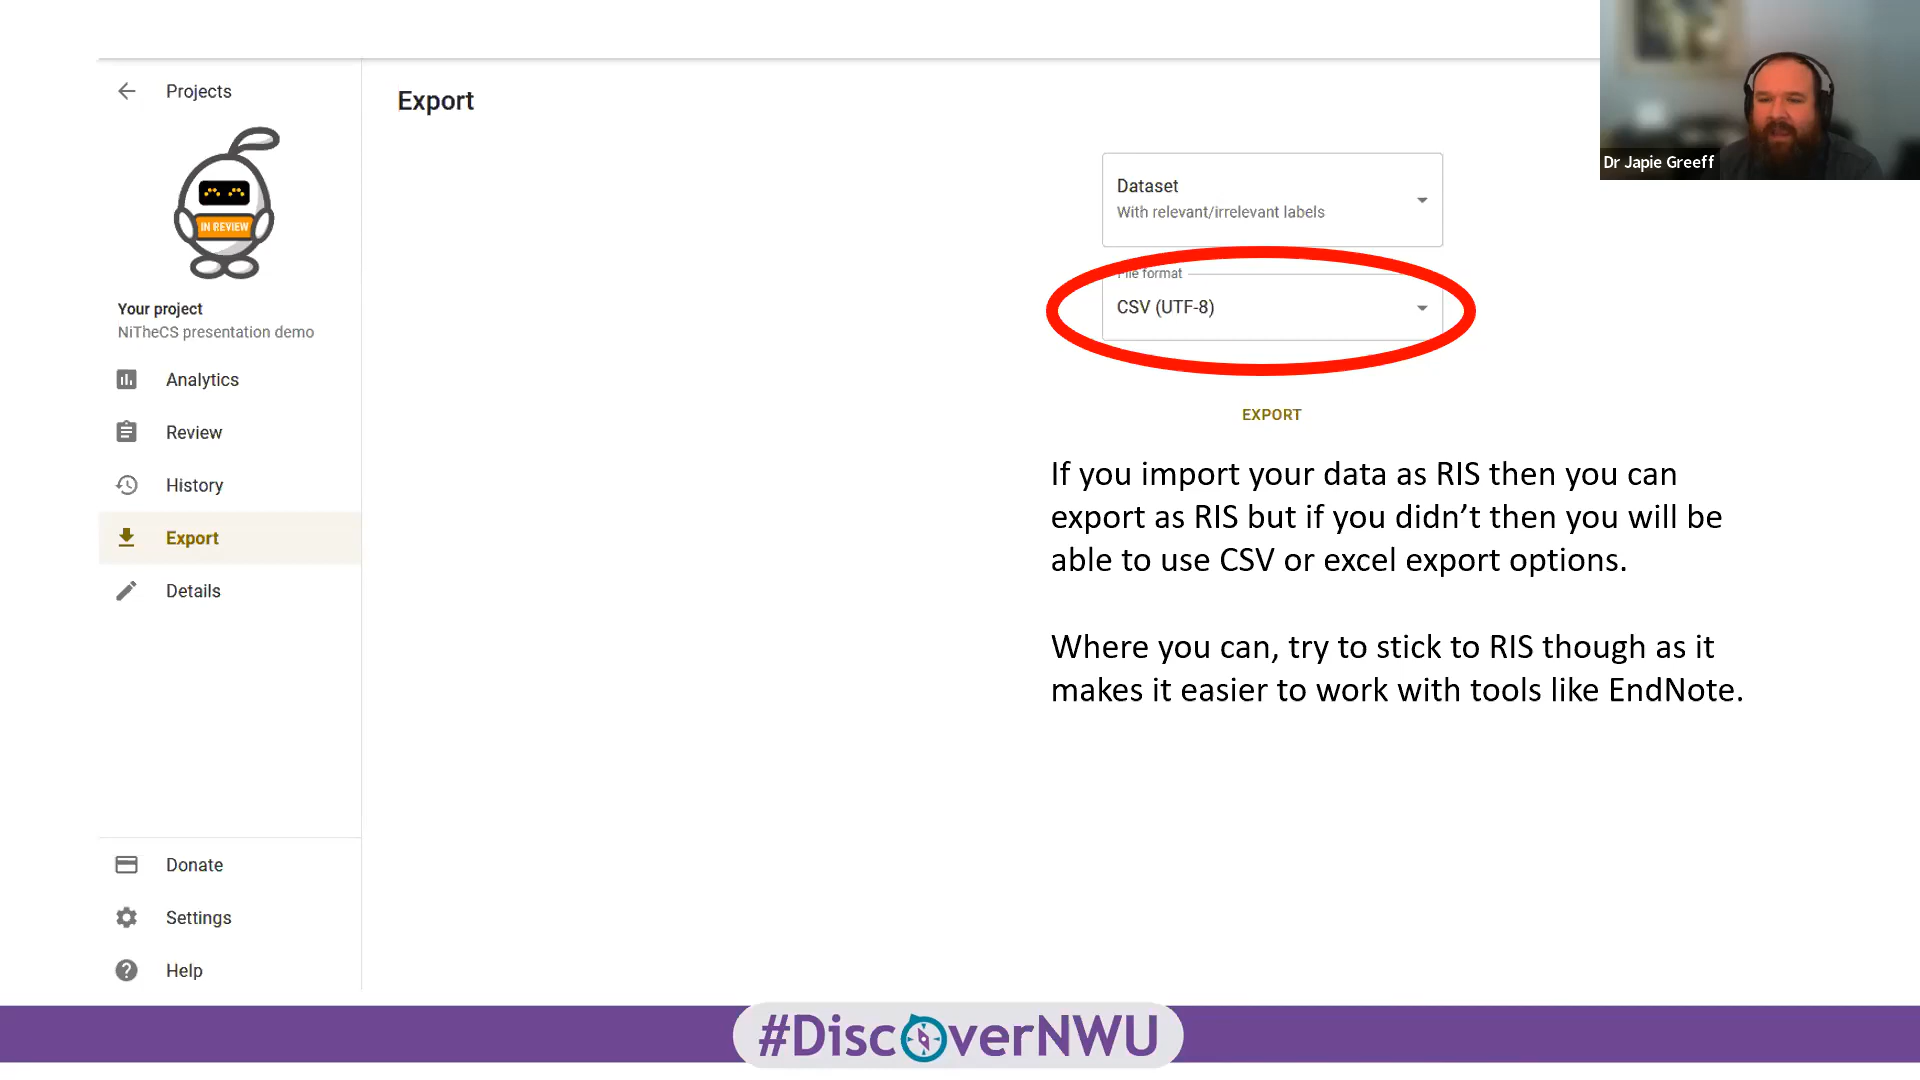 Projects
Export
Dr Japie Greeff
Dataset
With relevant/irrelevant labels
IN REVIEW
File format
CSV (UTF-8)
Your project
NiTheCS presentation demo
Analytics
Review
History
Export
Details
EXPORT
If you import your data as RIS then you can
export as RIS but if you didn’t then you will be
able to use CSV or excel export options.
Where you can, try to stick to RIS though as it
makes it easier to work with tools like EndNote.
Donate
Settings
Help
#DiscoverNWU